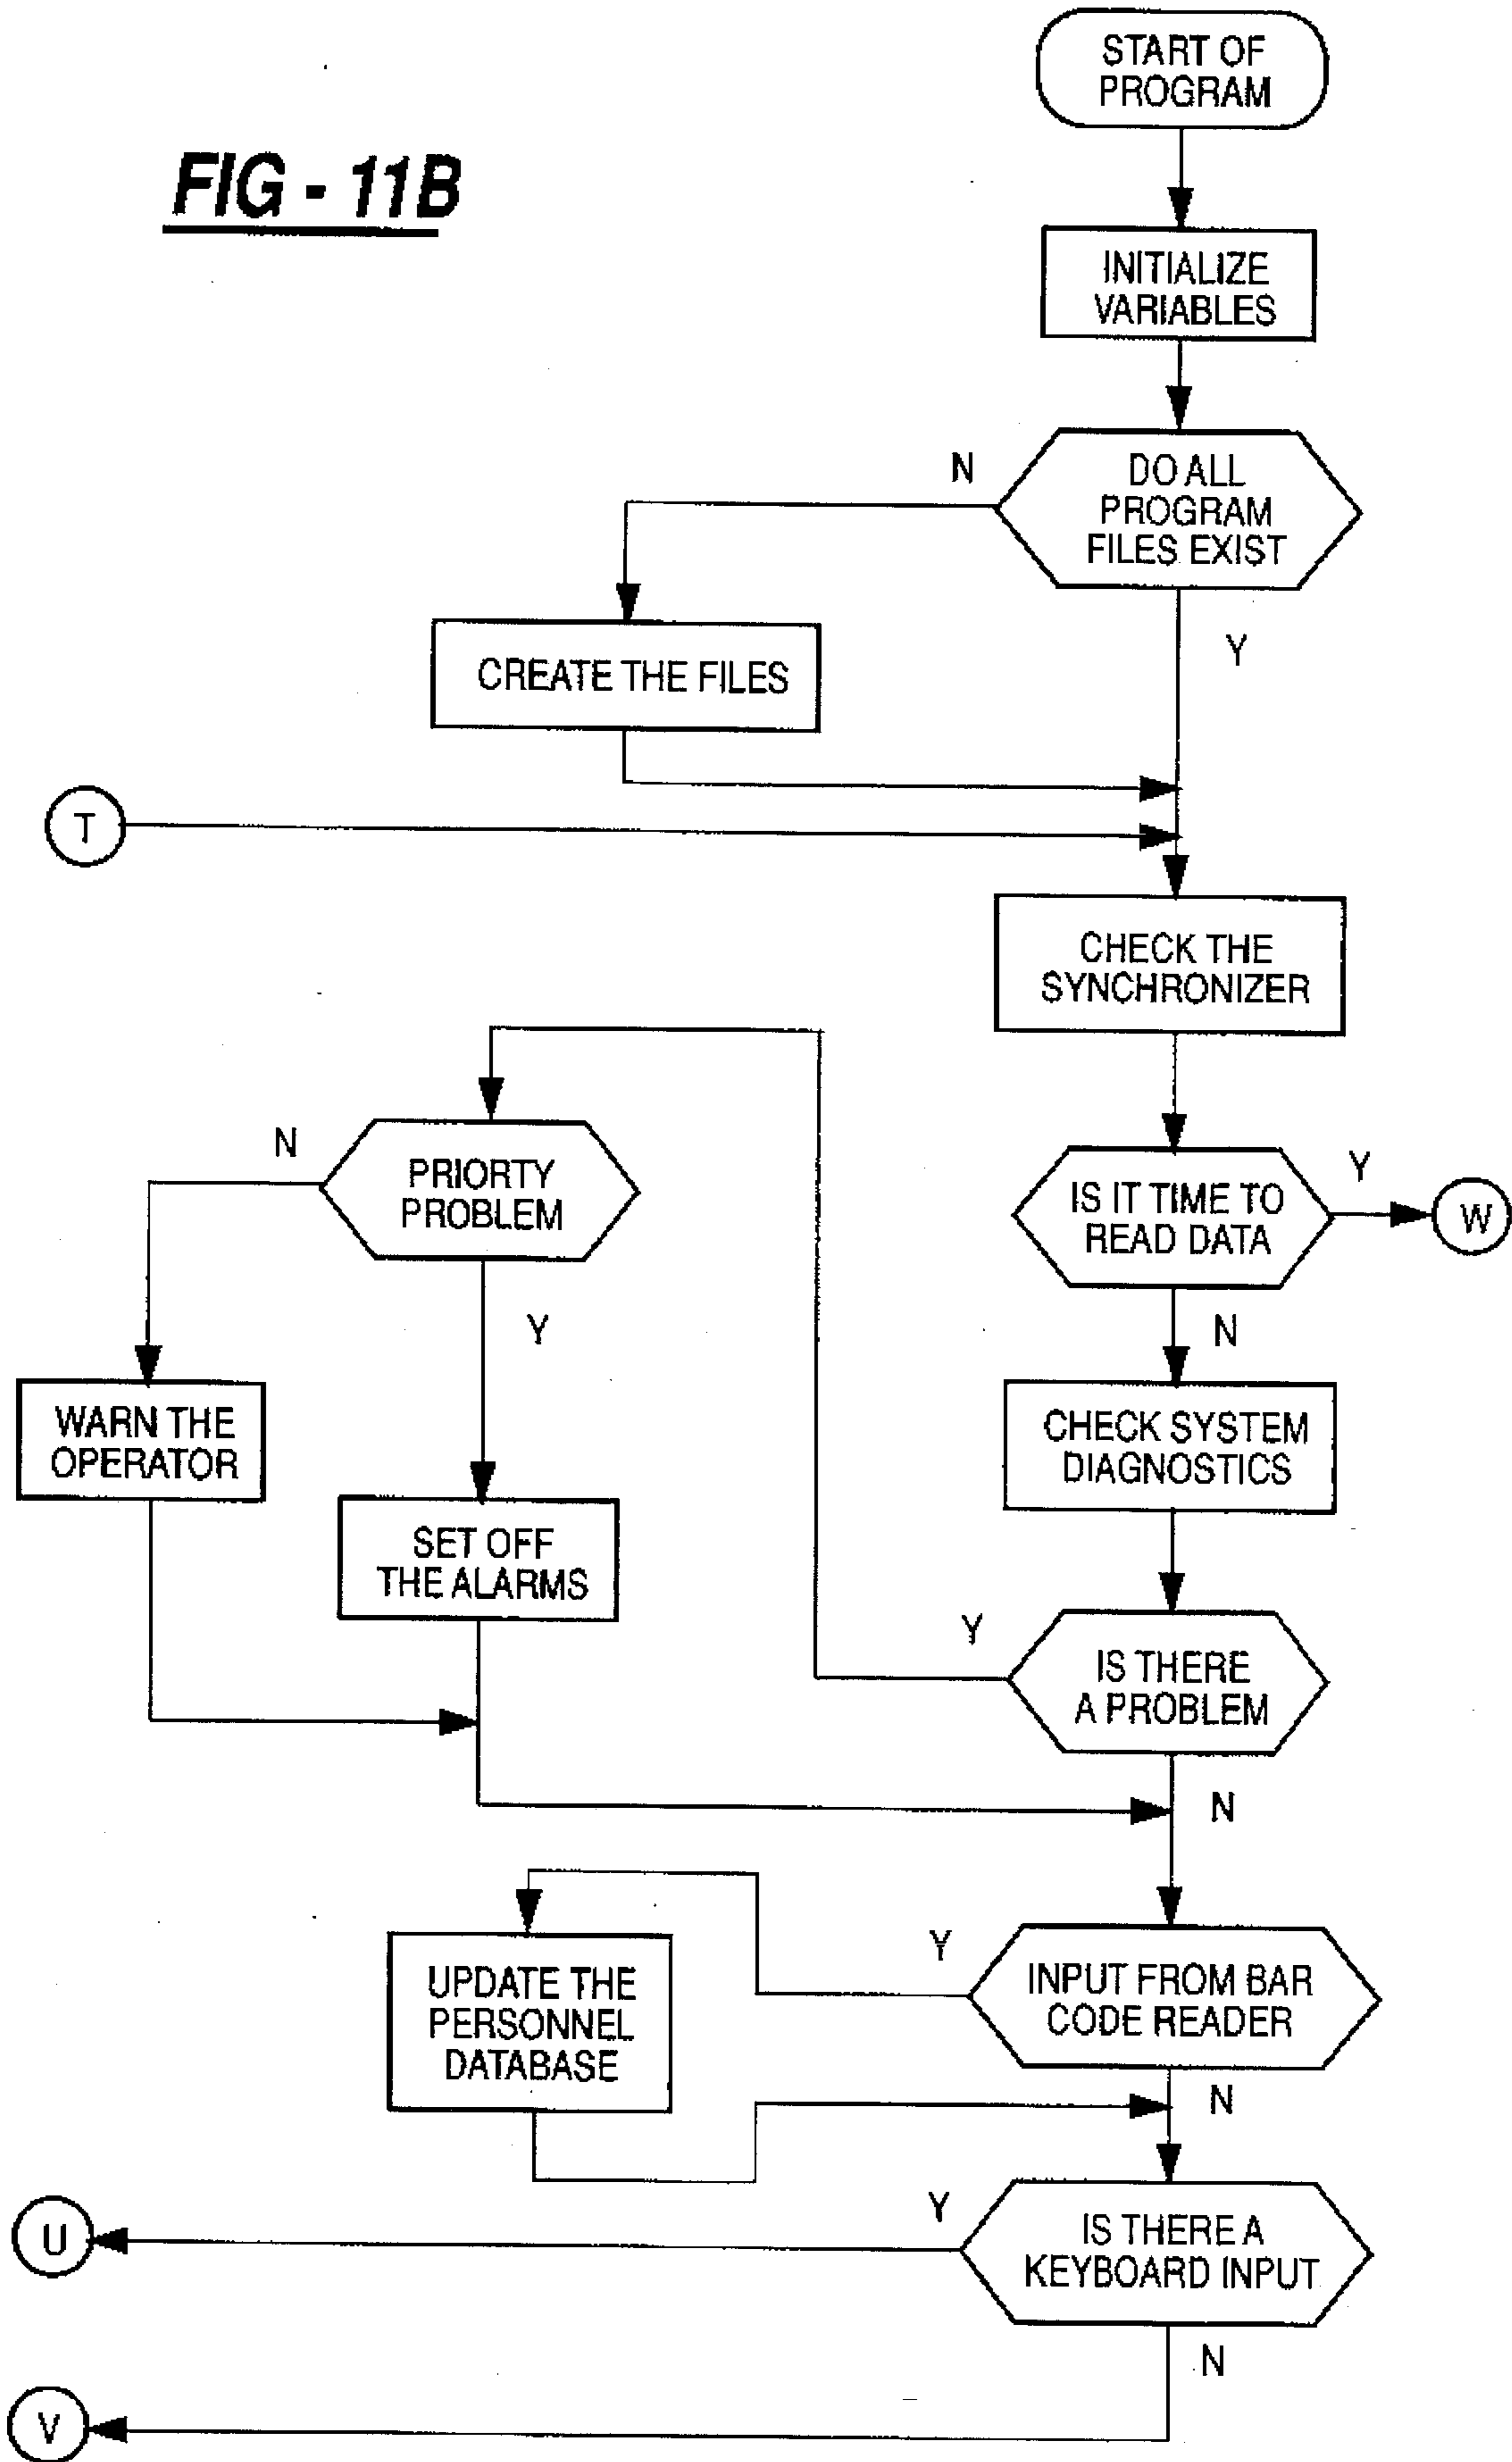 FIG - 11B
START OF
PROGRAM
INITIALIZE
VARIABLES
N
DO ALL
PROGRAM
FILES EXIST
Y
CREATE THE FILES
T
CHECK THE
SYNCHRONIZER
N
PRIORTY
PROBLEM
Y
IS IT TIME TO
READ DATA
Y
W
N
WARN THE
OPERATOR
CHECK SYSTEM
DIAGNOSTICS
SET OFF
THE ALARMS
Y
IS THERE
A PROBLEM
N
Y
INPUT FROM BAR
CODE READER
UPDATE THE
PERSONNEL
DATABASE
N
Y
IS THERE A
KEYBOARD INPUT
U
N
V